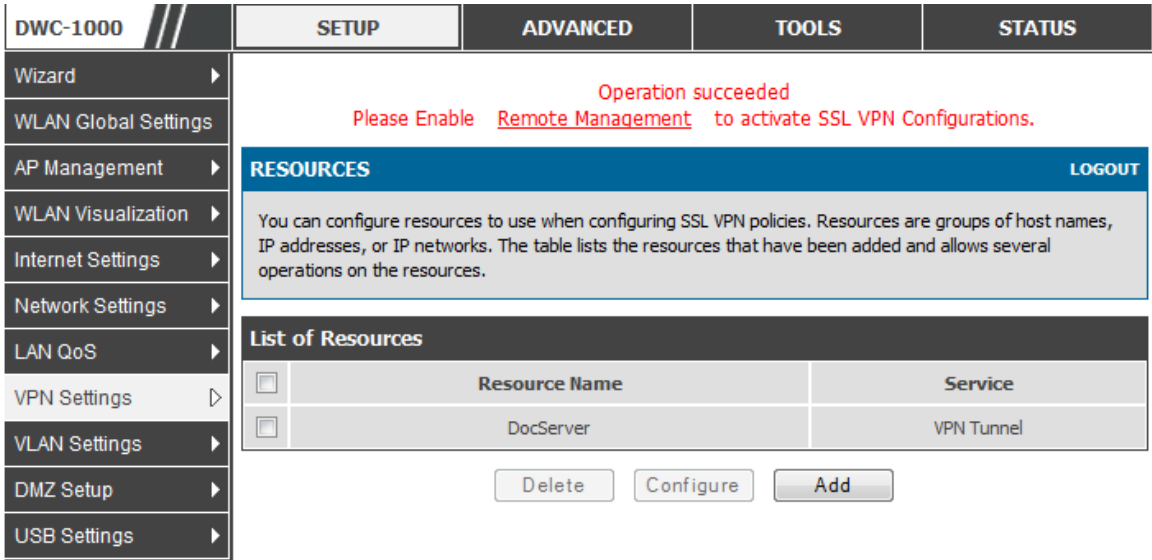 DWC-1000
SETUP
ADVANCED
TOOLS
STATUS
Wizard
WLAN Global Settings
AP Management
WLAN Visualization
Internet Settings
Network Settings
LAN QoS
VPN Settings
VLAN Settings
DMZ Setup
USB Settings
Operation succeeded
Please Enable Remote Management to activate SSL VPN Configurations.
RESOURCES
LOGOUT
You can configure resources to use when configuring SSL VPN policies. Resources are groups of host names,
IP addresses, or IP networks. The table lists the resources that have been added and allows several
operations on the resources.
List of Resources
Resource Name
Service
DocServer
VPN Tunnel
Delete
Configure
Add